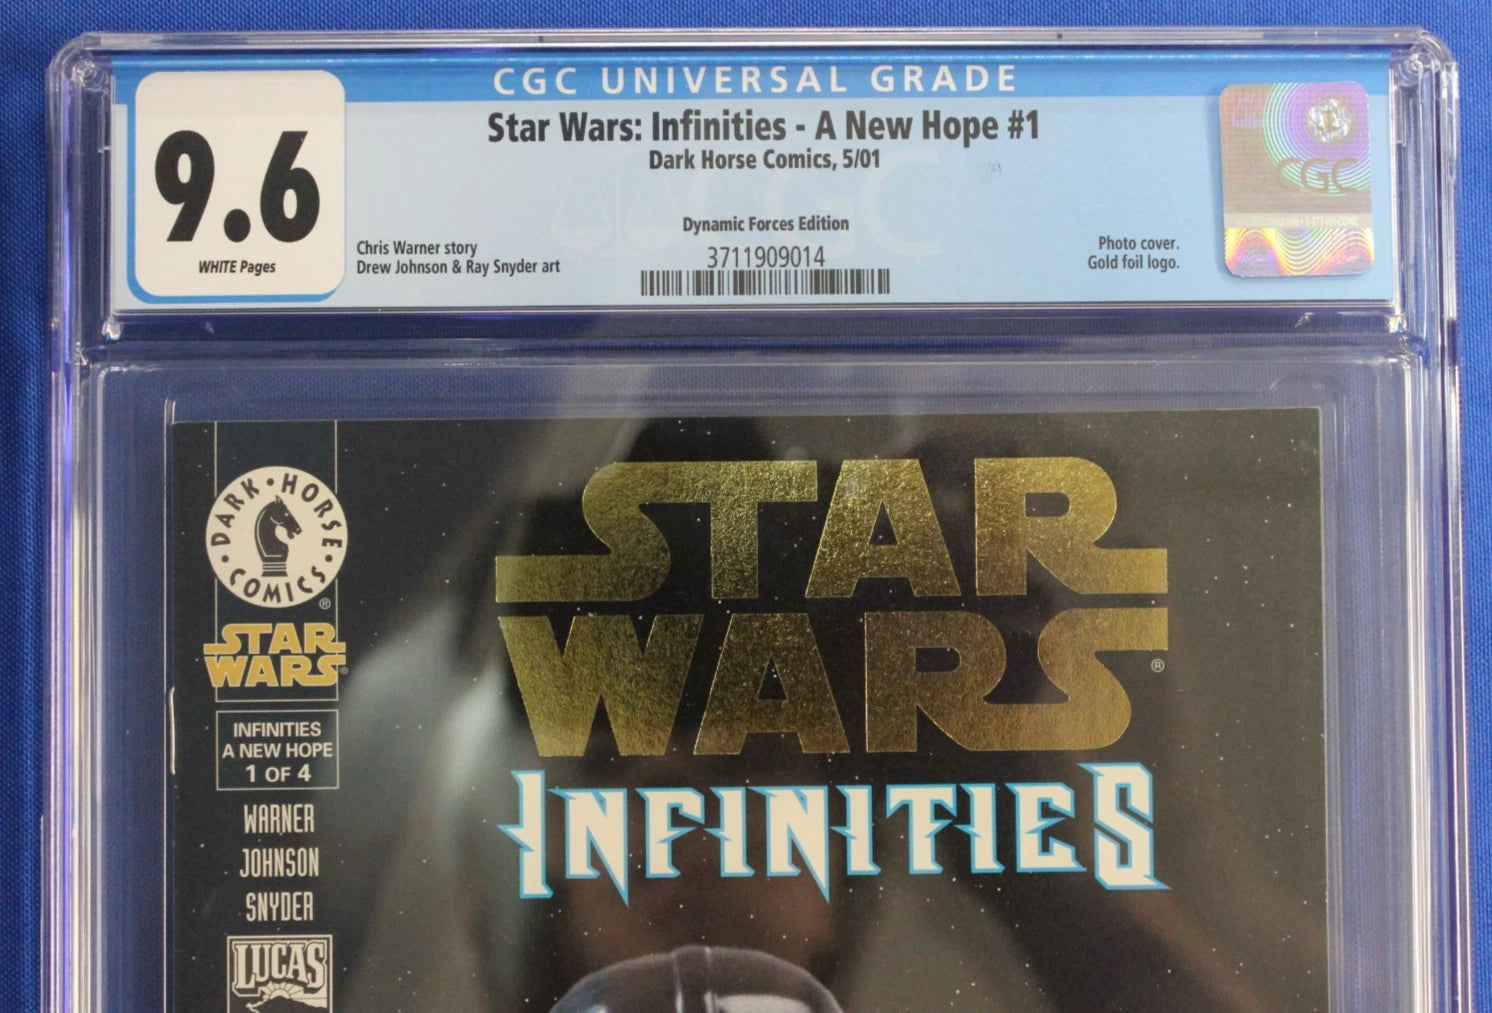 CGC UNIVERSAL GRADE
9.6
WHITE Pages
Star Wars: Infinities - A New Hope #1
Dark Horse Comics, 5/01
Dynamic Forces Edition
3711909014
Chris Warner story
Drew Johnson & Ray Snyder art
Photo cover.
Gold foil logo.
CGC
CGC
DARK • HORSE
• COMICS •
®
STAR
WARS®
INFINITIES
A NEW HOPE
1 OF 4
WARNER
JOHNSON
SNYDER
LUCAS
STAR
WARS®
INFINITIES